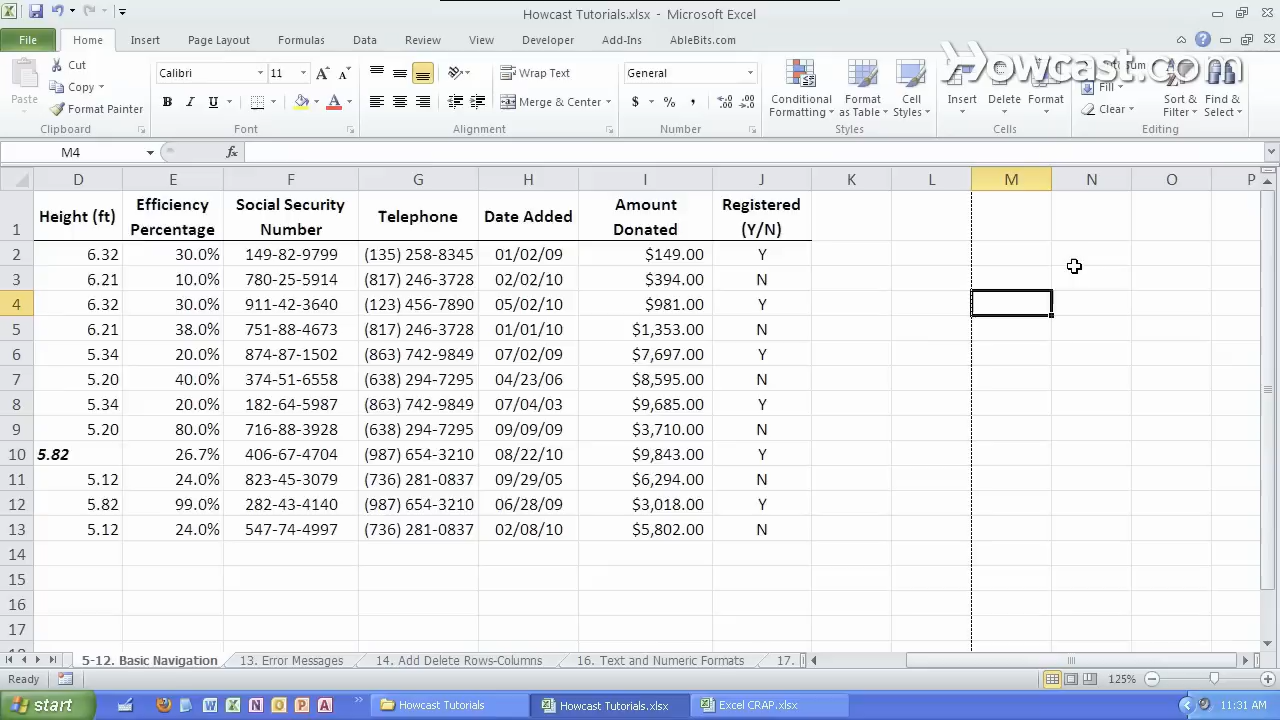 Howcast Tutorials.xlsx - Microsoft Excel
File Home Insert Page Layout Formulas Data Review View Developer Add-Ins AbleBits.com
Howcast.com
Paste
Cut
Copy
Format Painter
Clipboard
Calibri 11
B I U A
Font
Wrap Text
Merge & Center
Alignment
General
$ % ,
Number
Conditional Formatting
Format as Table
Cell Styles
Styles
Insert Delete Format
Cells
Fill
Clear
Sort & Filter
Find & Select
Editing
M4 fx
D E F G H I J K L M N O P
1 Height (ft) Efficiency Percentage Social Security Number Telephone Date Added Amount Donated Registered (Y/N)
2 6.32 30.0% 149-82-9799 (135) 258-8345 01/02/09 $149.00 Y
3 6.21 10.0% 780-25-5914 (817) 246-3728 02/02/10 $394.00 N
4 6.32 30.0% 911-42-3640 (123) 456-7890 05/02/10 $981.00 Y
5 6.21 38.0% 751-88-4673 (817) 246-3728 01/01/10 $1,353.00 N
6 5.34 20.0% 874-87-1502 (863) 742-9849 07/02/09 $7,697.00 Y
7 5.20 40.0% 374-51-6558 (638) 294-7295 04/23/06 $8,595.00 N
8 5.34 20.0% 182-64-5987 (863) 742-9849 07/04/03 $9,685.00 Y
9 5.20 80.0% 716-88-3928 (638) 294-7295 09/09/09 $3,710.00 N
10 5.82 26.7% 406-67-4704 (987) 654-3210 08/22/10 $9,843.00 Y
11 5.12 24.0% 823-45-3079 (736) 281-0837 09/29/05 $6,294.00 N
12 5.82 99.0% 282-43-4140 (987) 654-3210 06/28/09 $3,018.00 Y
13 5.12 24.0% 547-74-4997 (736) 281-0837 02/08/10 $5,802.00 N
14
15
16
17
5-12. Basic Navigation 13. Error Messages 14. Add Delete Rows-Columns 16. Text and Numeric Formats 17.
Ready 125%
start Howcast Tutorials Howcast Tutorials.xlsx Excel CRAP.xlsx 11:31 AM